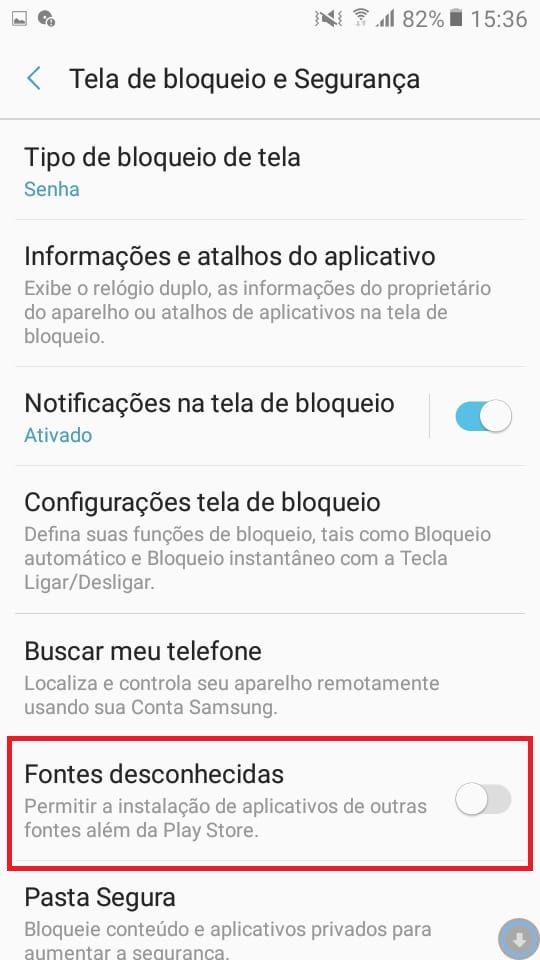 82% 15:36
Tela de bloqueio e Segurança
Tipo de bloqueio de tela
Senha
Informações e atalhos do aplicativo
Exibe o relógio duplo, as informações do proprietário
do aparelho ou atalhos de aplicativos na tela de
bloqueio.
Notificações na tela de bloqueio
Ativado
Configurações tela de bloqueio
Defina suas funções de bloqueio, tais como Bloqueio
automático e Bloqueio instantâneo com a Tecla
Ligar/Desligar.
Buscar meu telefone
Localiza e controla seu aparelho remotamente
usando sua Conta Samsung.
Fontes desconhecidas
Permitir a instalação de aplicativos de outras
fontes além da Play Store.
Pasta Segura
Bloqueie conteúdo e aplicativos privados para
aumentar a segurança.